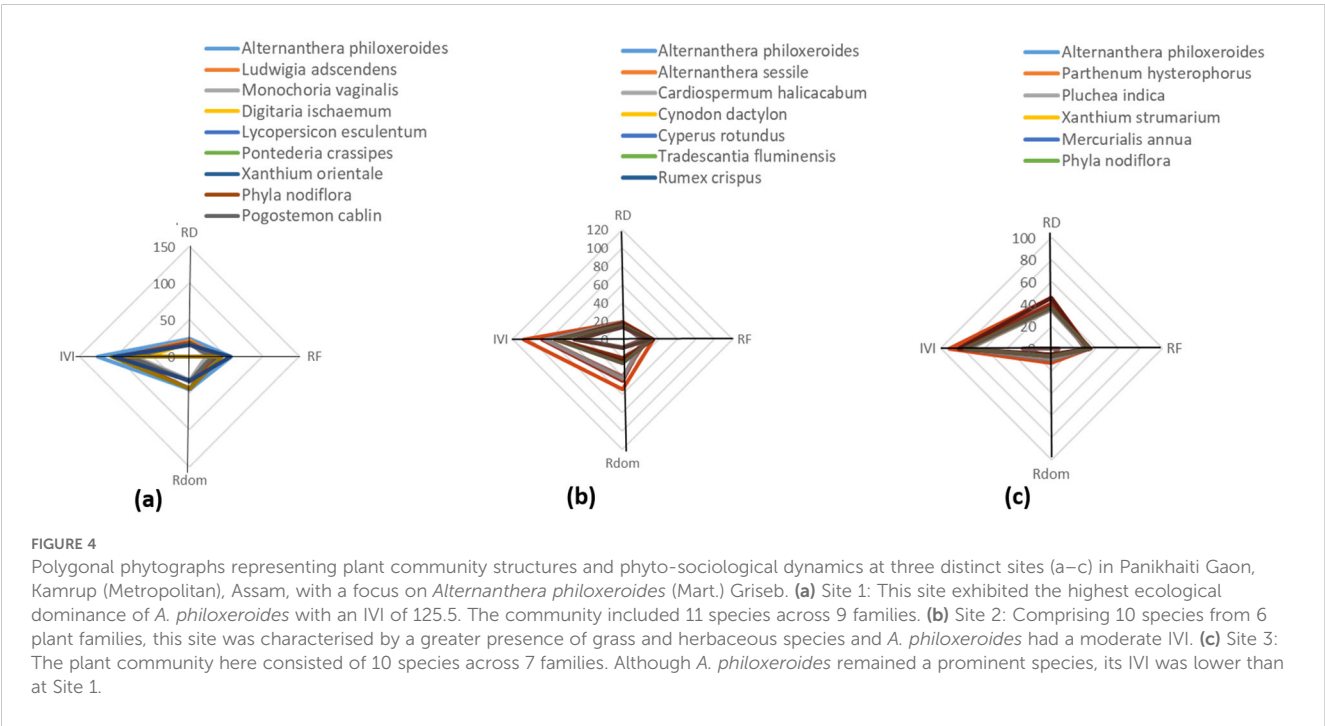 Alternanthera philoxeroides
Ludwigia adscendens
Monochoria vaginalis
Digitaria ischaemum
Lycopersicon esculentum
Pontederia crassipes
Xanthium orientale
Phyla nodiflora
Pogostemon cablin
RD
150
100
50
0
IVI
RF
Rdom
(a)
Alternanthera philoxeroides
Alternanthera sessile
Cardiospermum halicacabum
Cynodon dactylon
Cyperus rotundus
Tradescantia fluminensis
Rumex crispus
RD
120
100
80
60
40
20
0
IVI
RF
Rdom
(b)
Alternanthera philoxeroides
Parthenum hysterophorus
Pluchea indica
Xanthium strumarium
Mercurialis annua
Phyla nodiflora
RD
100
80
60
40
20
0
IVI
RF
Rdom
(c)
FIGURE 4
Polygonal phytographs representing plant community structures and phyto-sociological dynamics at three distinct sites (a–c) in Panikhaiti Gaon,
Kamrup (Metropolitan), Assam, with a focus on Alternanthera philoxeroides (Mart.) Griseb. (a) Site 1: This site exhibited the highest ecological
dominance of A. philoxeroides with an IVI of 125.5. The community included 11 species across 9 families. (b) Site 2: Comprising 10 species from 6
plant families, this site was characterised by a greater presence of grass and herbaceous species and A. philoxeroides had a moderate IVI. (c) Site 3:
The plant community here consisted of 10 species across 7 families. Although A. philoxeroides remained a prominent species, its IVI was lower than
at Site 1.